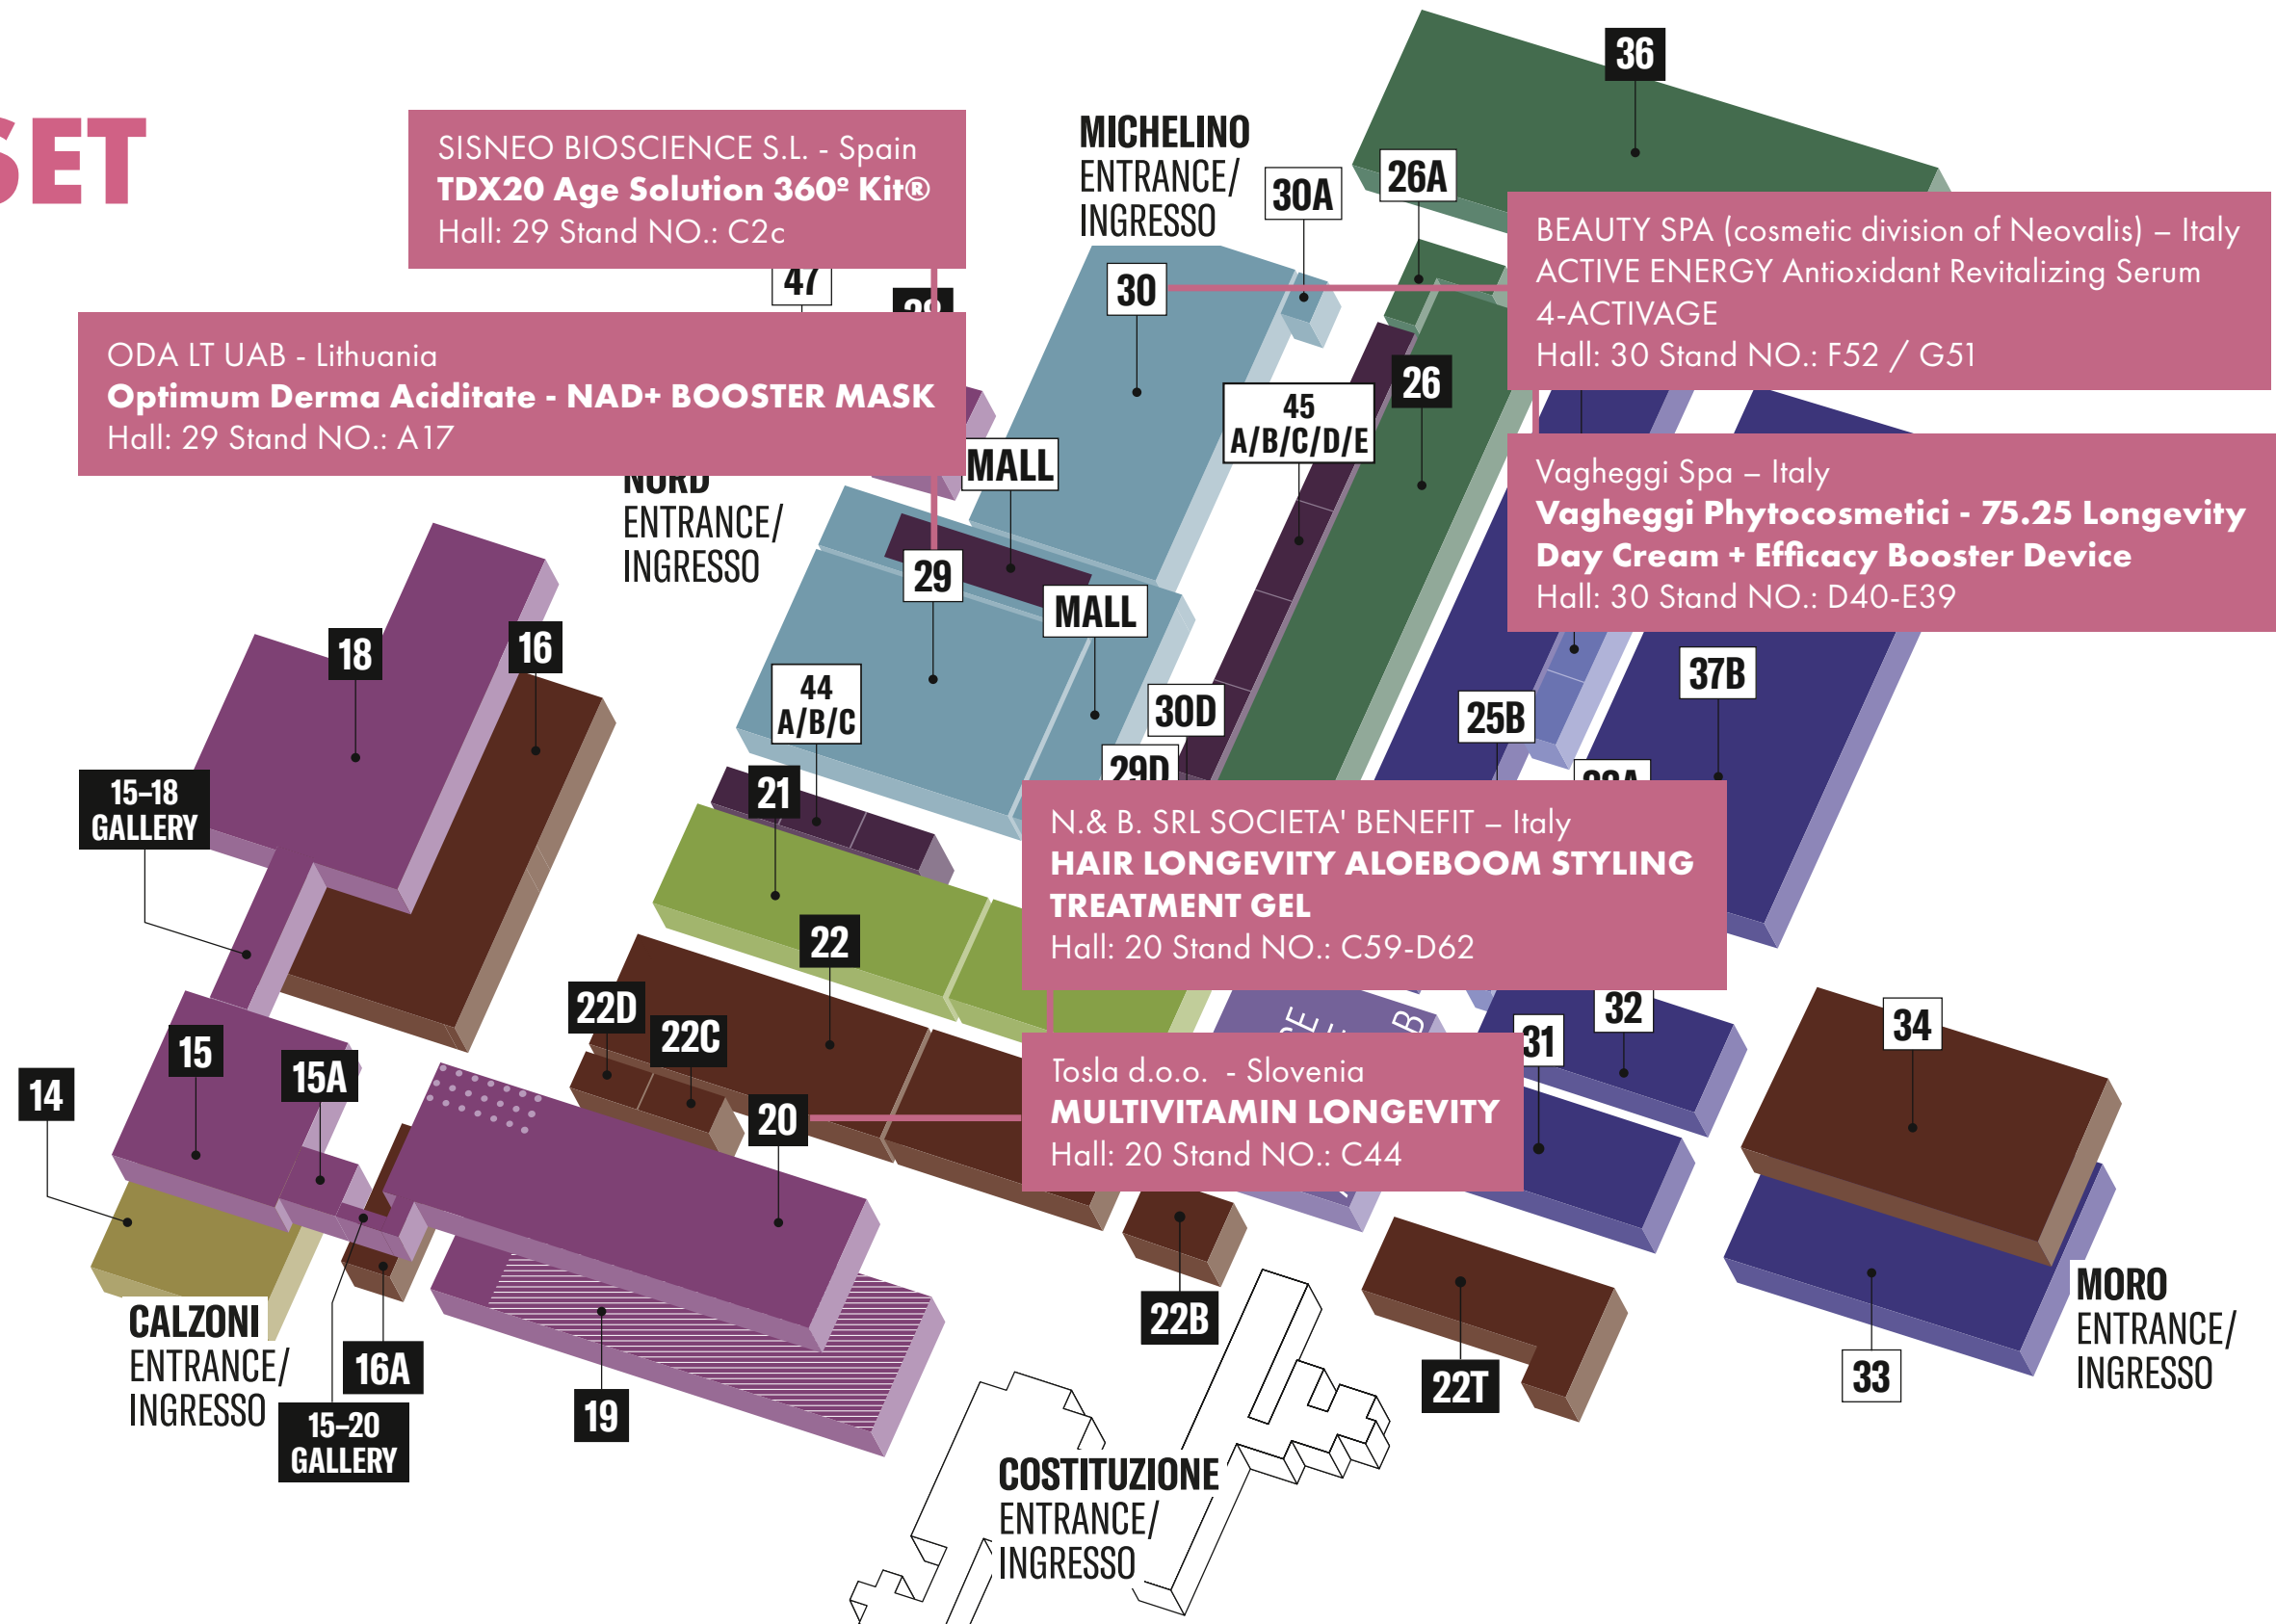 SET
SISNEO BIOSCIENCE S.L. - Spain
TDX20 Age Solution 360º Kit®
Hall: 29 Stand NO.: C2c
MICHELINO
ENTRANCE/
INGRESSO
36
30A
26A
BEAUTY SPA (cosmetic division of Neovalis) – Italy
ACTIVE ENERGY Antioxidant Revitalizing Serum
4-ACTIVAGE
Hall: 30 Stand NO.: F52 / G51
47
30
ODA LT UAB - Lithuania
Optimum Derma Aciditate - NAD+ BOOSTER MASK
Hall: 29 Stand NO.: A17
26
45
A/B/C/D/E
Vagheggi Spa – Italy
Vagheggi Phytocosmetici - 75.25 Longevity
Day Cream + Efficacy Booster Device
Hall: 30 Stand NO.: D40-E39
NORD
ENTRANCE/
INGRESSO
MALL
29
MALL
18
16
44
A/B/C
30D
25B
37B
29D
15–18
GALLERY
21
N.& B. SRL SOCIETA' BENEFIT – Italy
HAIR LONGEVITY ALOEBOOM STYLING
TREATMENT GEL
Hall: 20 Stand NO.: C59-D62
22
22D
22C
32
31
34
15
15A
14
20
Tosla d.o.o. - Slovenia
MULTIVITAMIN LONGEVITY
Hall: 20 Stand NO.: C44
CALZONI
ENTRANCE/
INGRESSO
16A
15–20
GALLERY
19
22B
22T
33
MORO
ENTRANCE/
INGRESSO
COSTITUZIONE
ENTRANCE/
INGRESSO